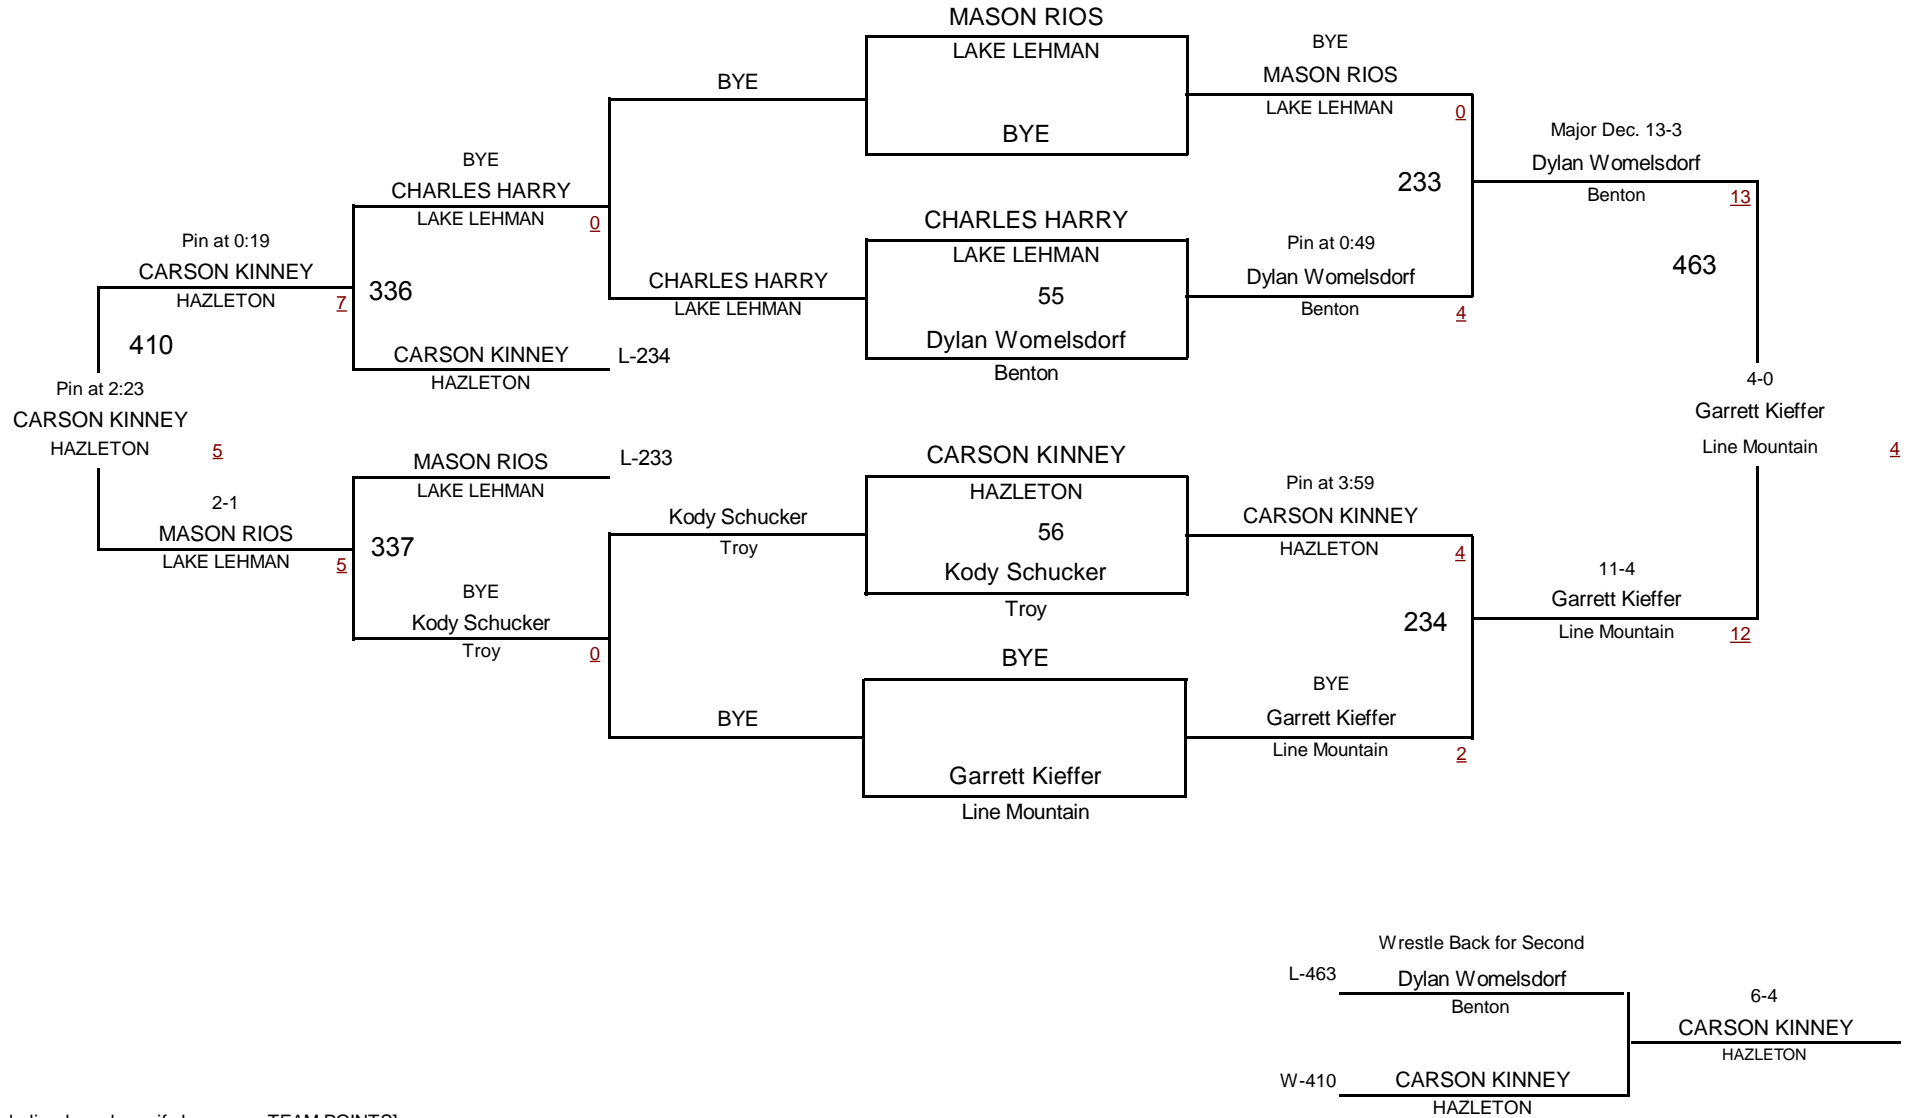 MASON RIOS
LAKE LEHMAN
BYE
BYE
MASON RIOS
LAKE LEHMAN
0
BYE
BYE
CHARLES HARRY
LAKE LEHMAN
0
Major Dec. 13-3
Dylan Womelsdorf
Benton
13
233
CHARLES HARRY
LAKE LEHMAN
55
Dylan Womelsdorf
Benton
Pin at 0:49
Dylan Womelsdorf
Benton
4
463
Pin at 0:19
CARSON KINNEY
HAZLETON
7
336
CHARLES HARRY
LAKE LEHMAN
410
CARSON KINNEY
HAZLETON
L-234
Pin at 2:23
CARSON KINNEY
HAZLETON
5
4-0
Garrett Kieffer
Line Mountain
4
MASON RIOS
LAKE LEHMAN
L-233
CARSON KINNEY
HAZLETON
56
Kody Schucker
Troy
Pin at 3:59
CARSON KINNEY
HAZLETON
4
2-1
MASON RIOS
LAKE LEHMAN
5
337
Kody Schucker
Troy
BYE
Kody Schucker
Troy
0
11-4
Garrett Kieffer
Line Mountain
12
234
BYE
BYE
Garrett Kieffer
Line Mountain
BYE
Garrett Kieffer
Line Mountain
2
Wrestle Back for Second
L-463
Dylan Womelsdorf
Benton
6-4
CARSON KINNEY
HAZLETON
W-410
CARSON KINNEY
HAZLETON